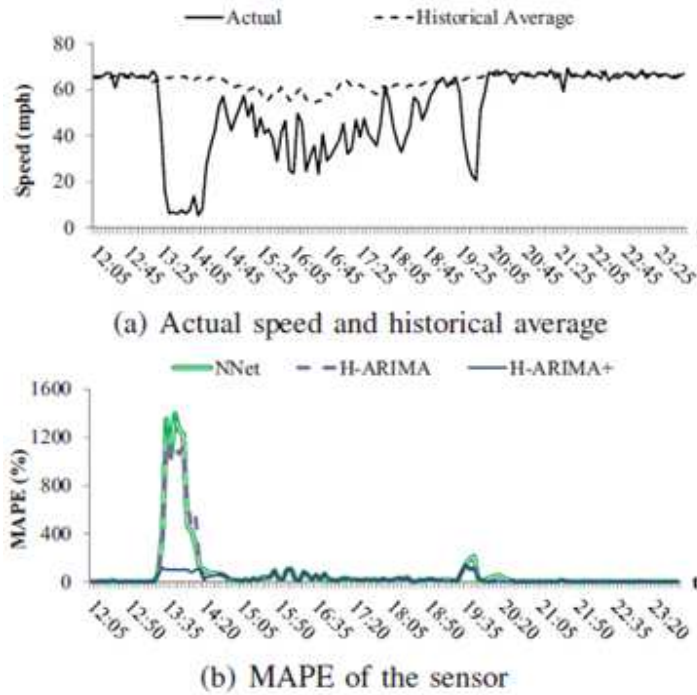 Actual Historical Average
Speed (mph)
80
60
40
20
0
12:05 12:45 13:25 14:05 14:45 15:25 16:05 16:45 17:25 18:05 18:45 19:25 20:05 20:45 21:25 22:05 22:45 23:25
(a) Actual speed and historical average
NNet H-ARIMA H-ARIMA+
MAPE (%)
1600
1200
800
400
0
12:05 12:50 13:35 14:20 15:05 15:50 16:35 17:20 18:05 18:50 19:35 20:20 21:05 21:50 22:35 23:20
(b) MAPE of the sensor